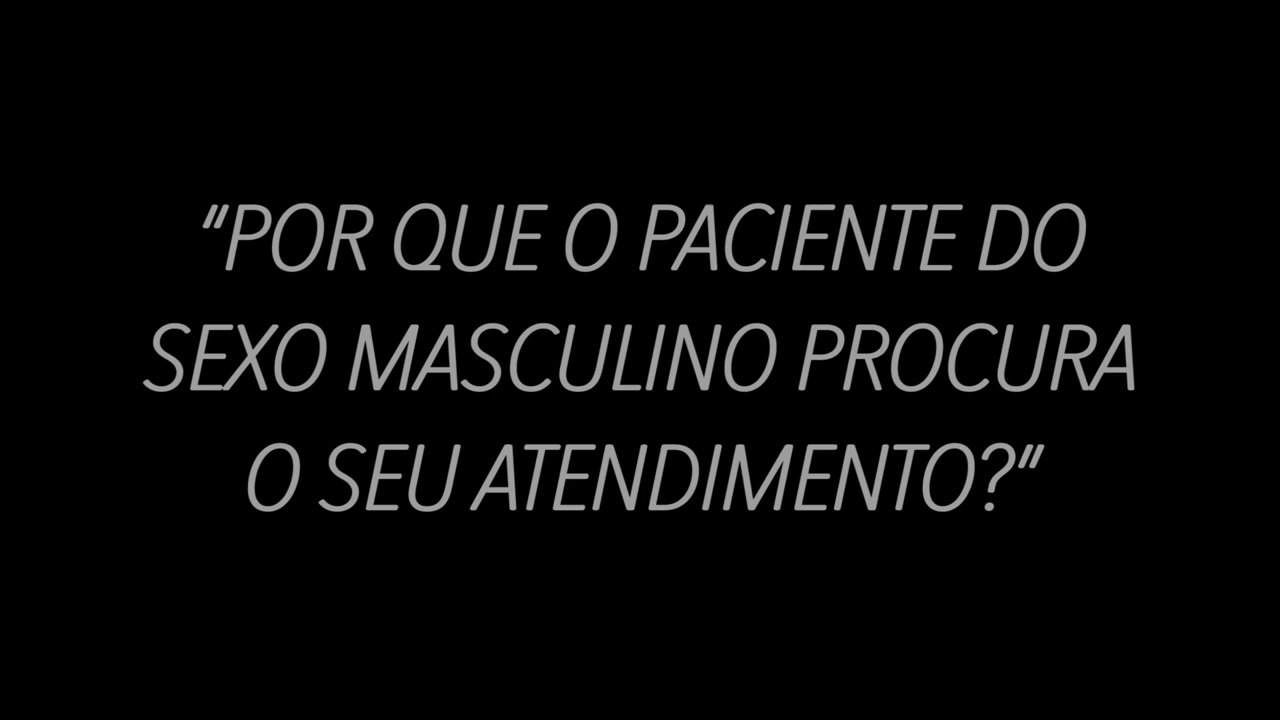 “POR QUE O PACIENTE DO
SEXO MASCULINO PROCURA
O SEU ATENDIMENTO?”